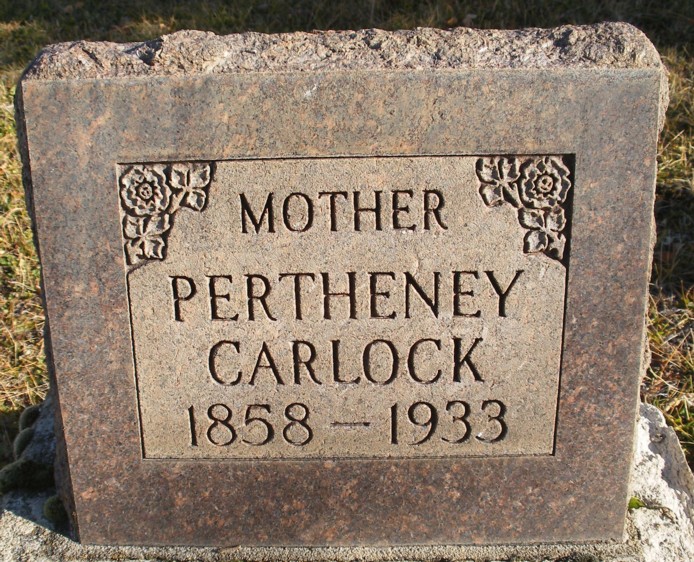 MOTHER
PERTHENEY
CARLOCK
1858 — 1933